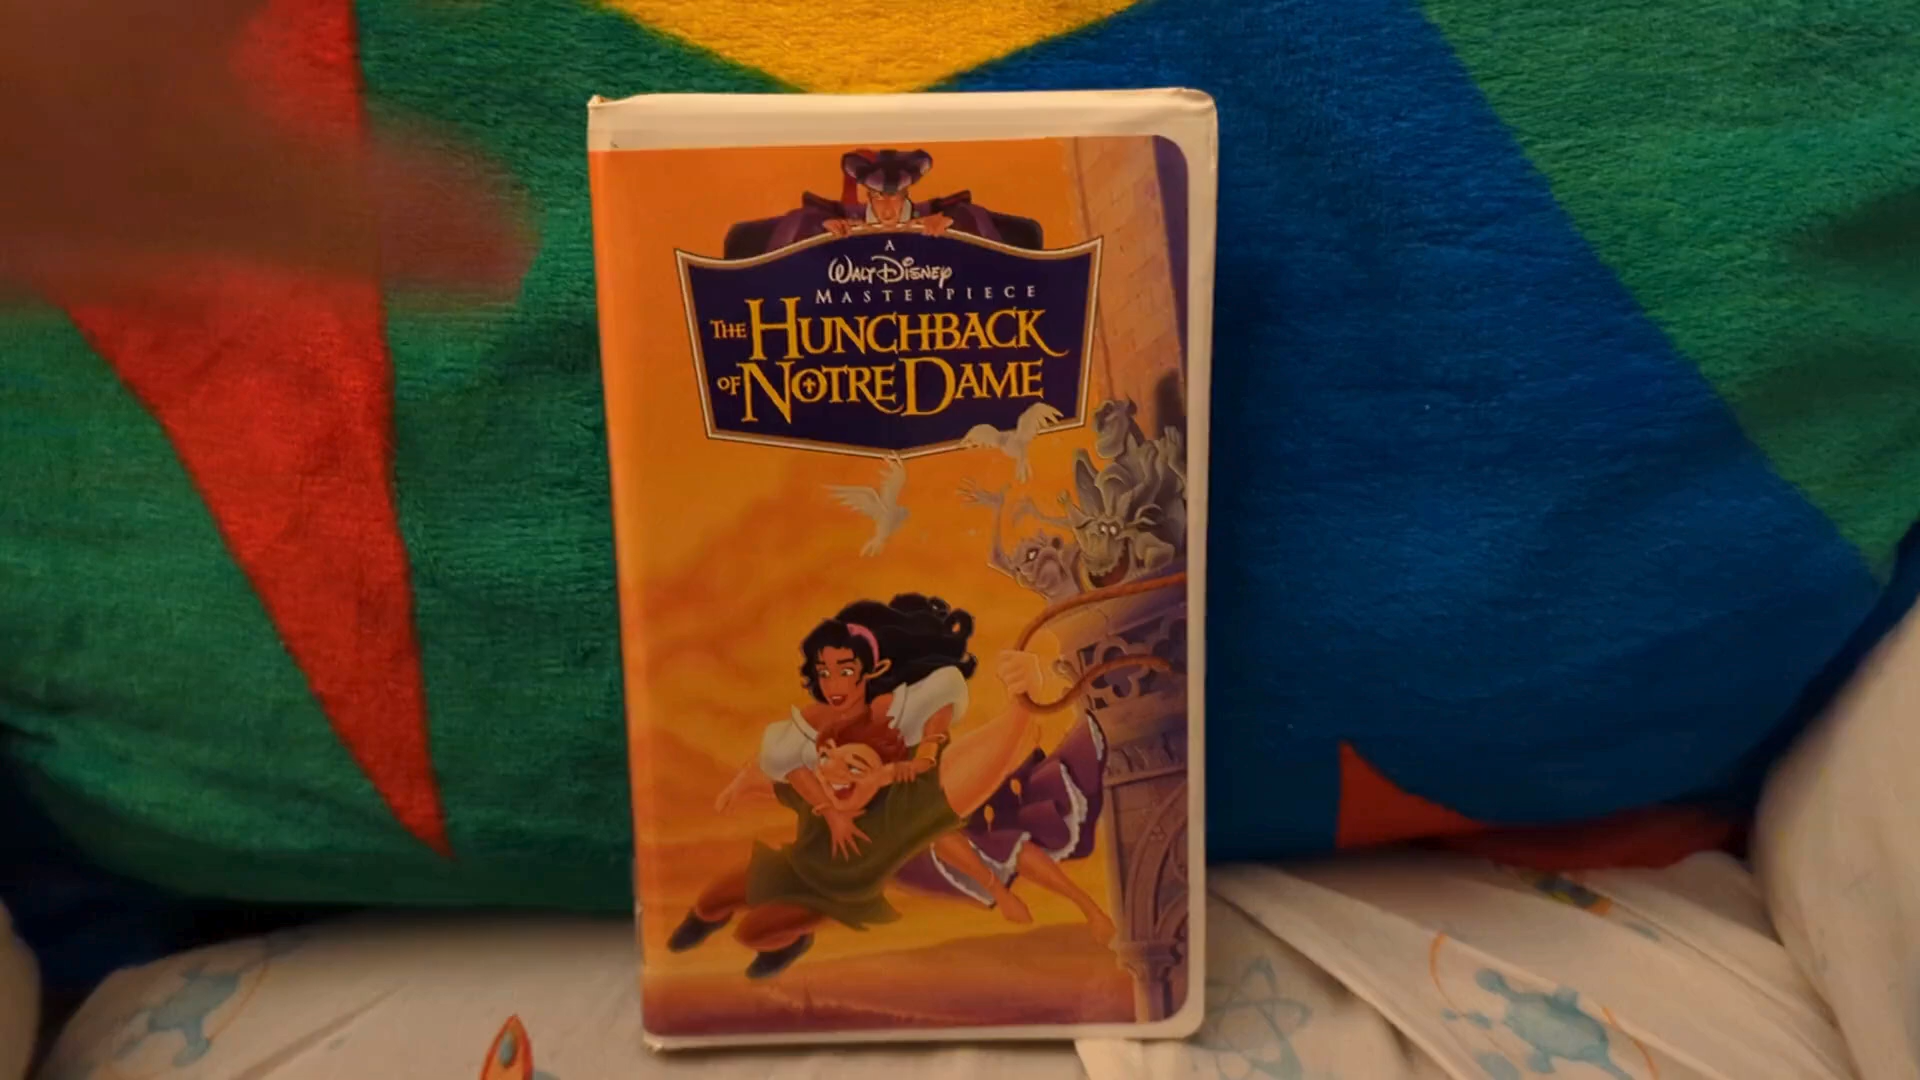 A
WALT DISNEY
MASTERPIECE
THE HUNCHBACK
OF NOTRE DAME